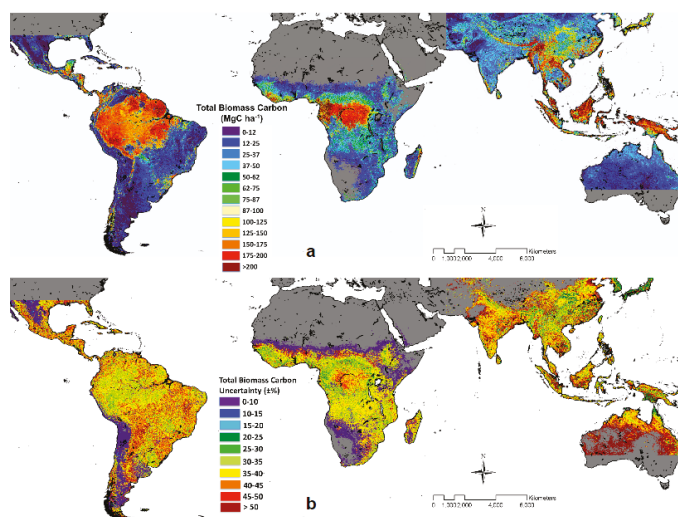 Total Biomass Carbon
(MgC ha⁻¹)
0-12
12-25
25-37
37-50
50-62
62-75
75-87
87-100
100-125
125-150
150-175
175-200
>200
a
N
0 1,000 2,000 4,000 6,000
Kilometers
Total Biomass Carbon
Uncertainty (±%)
0-10
10-15
15-20
20-25
25-30
30-35
35-40
40-45
45-50
> 50
b
N
0 1,000 2,000 4,000 6,000
Kilometers